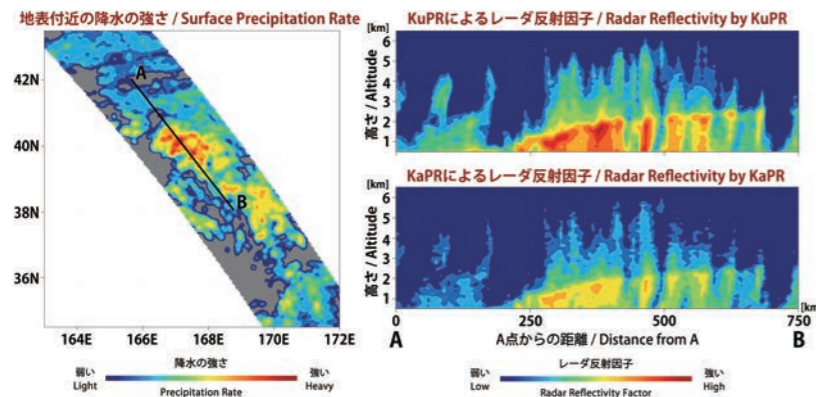 地表付近の降水の強さ / Surface Precipitation Rate
42N
40N
38N
36N
164E 166E 168E 170E 172E
A
B
降水の強さ
弱い 強い
Light Heavy
Precipitation Rate
KuPRによるレーダ反射因子 / Radar Reflectivity by KuPR
[km]
高さ / Altitude
6
5
4
3
2
1
KaPRによるレーダ反射因子 / Radar Reflectivity by KaPR
[km]
高さ / Altitude
6
5
4
3
2
1
[km]
0 250 500 750
A A点からの距離 / Distance from A B
レーダ反射因子
弱い 強い
Low High
Radar Reflectivity Factor